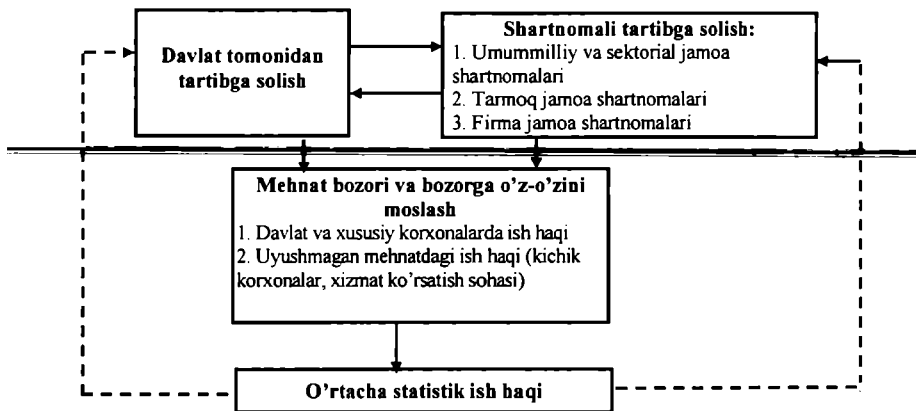 Davlat tomonidan
tartibga solish
Shartnomali tartibga solish:
1. Umummilliy va sektorial jamoa
shartnomalari
2. Tarmoq jamoa shartnomalari
3. Firma jamoa shartnomalari
Mehnat bozori va bozorga o’z-o’zini
moslash
1. Davlat va xususiy korxonalarda ish haqi
2. Uyushmagan mehnatdagi ish haqi (kichik
korxonalar, xizmat ko’rsatish sohasi)
O’rtacha statistik ish haqi